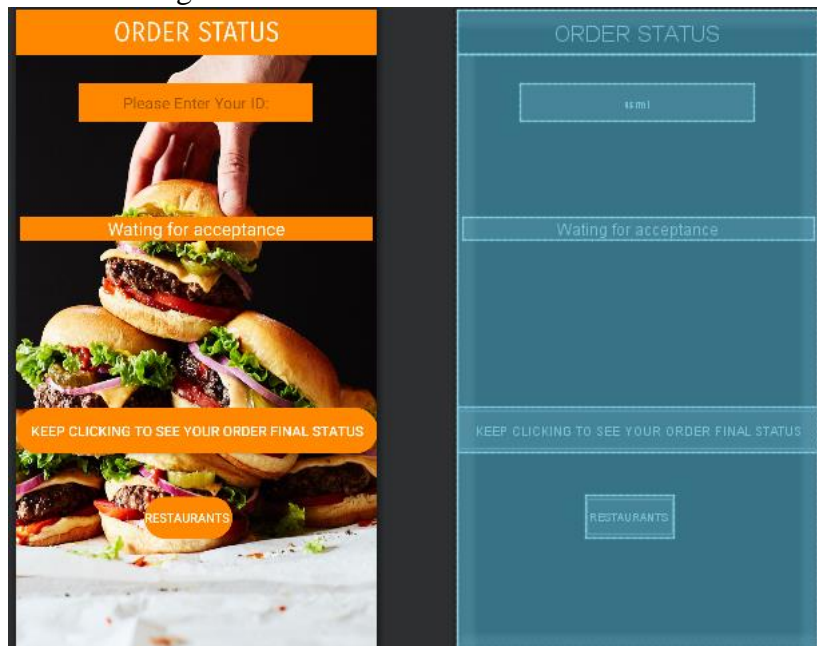 ORDER STATUS
Please Enter Your ID:
Wating for acceptance
KEEP CLICKING TO SEE YOUR ORDER FINAL STATUS
RESTAURANTS
ORDER STATUS
Wating for acceptance
KEEP CLICKING TO SEE YOUR ORDER FINAL STATUS
RESTAURANTS